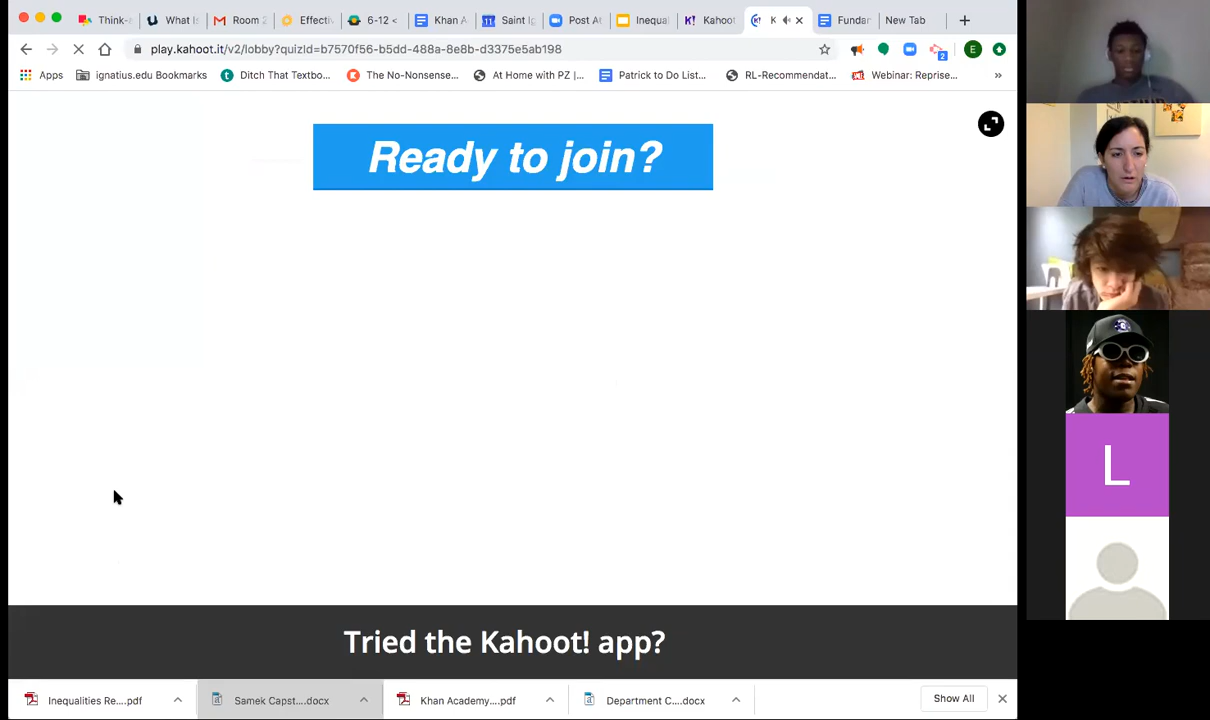 Think-a
What Is
Room 2
Effectiv
6-12 <
Khan A
Saint Ig
Post At
Inequal
Kahoot
K
Fundar
New Tab
play.kahoot.it/v2/lobby?quizId=b7570f56-b5dd-488a-8e8b-d3375e5ab198
2
E
Apps
ignatius.edu Bookmarks
Ditch That Textbo...
The No-Nonsense...
At Home with PZ |...
Patrick to Do List...
RL-Recommendat...
Webinar: Reprise...
»
Ready to join?
L
Tried the Kahoot! app?
Inequalities Re....pdf
Samek Capst....docx
Khan Academy....pdf
Department C....docx
Show All